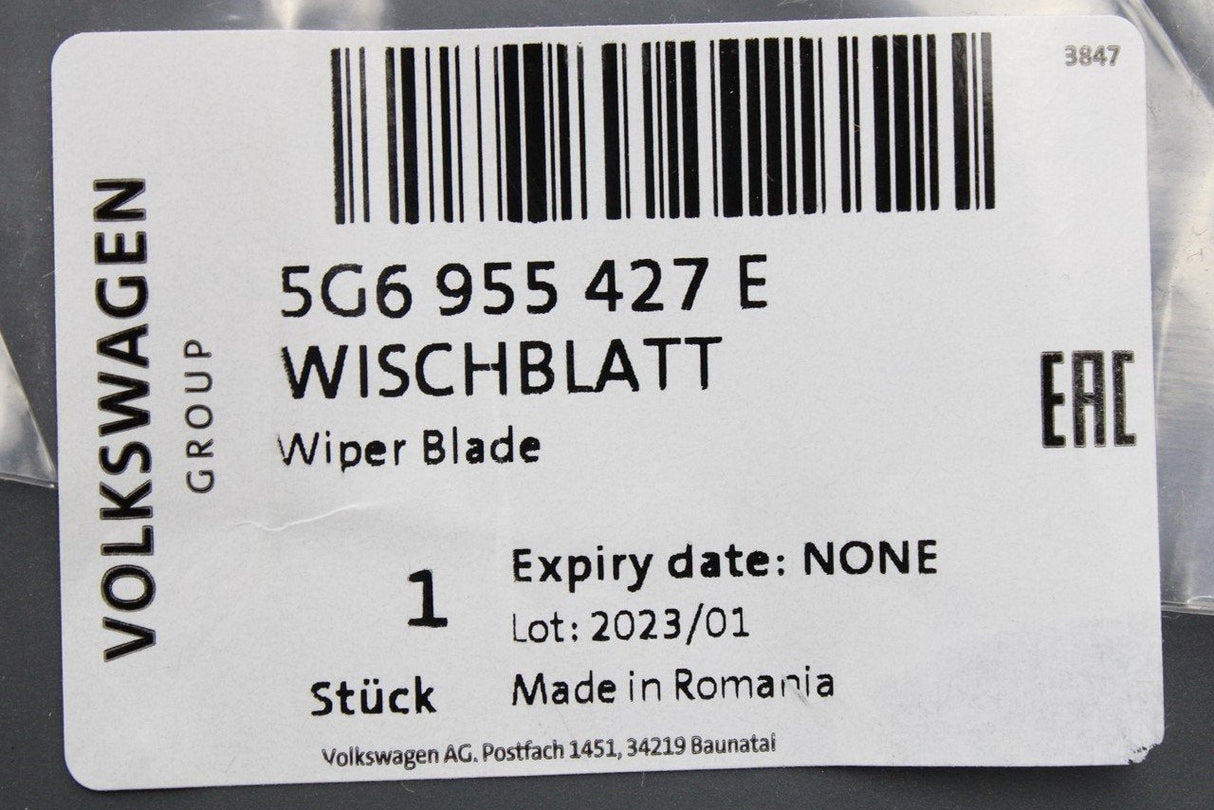 3847
VOLKSWAGEN
GROUP
5G6 955 427 E
WISCHBLATT
Wiper Blade
EAC
1
Stück
Expiry date: NONE
Lot: 2023/01
Made in Romania
Volkswagen AG. Postfach 1451, 34219 Baunatal